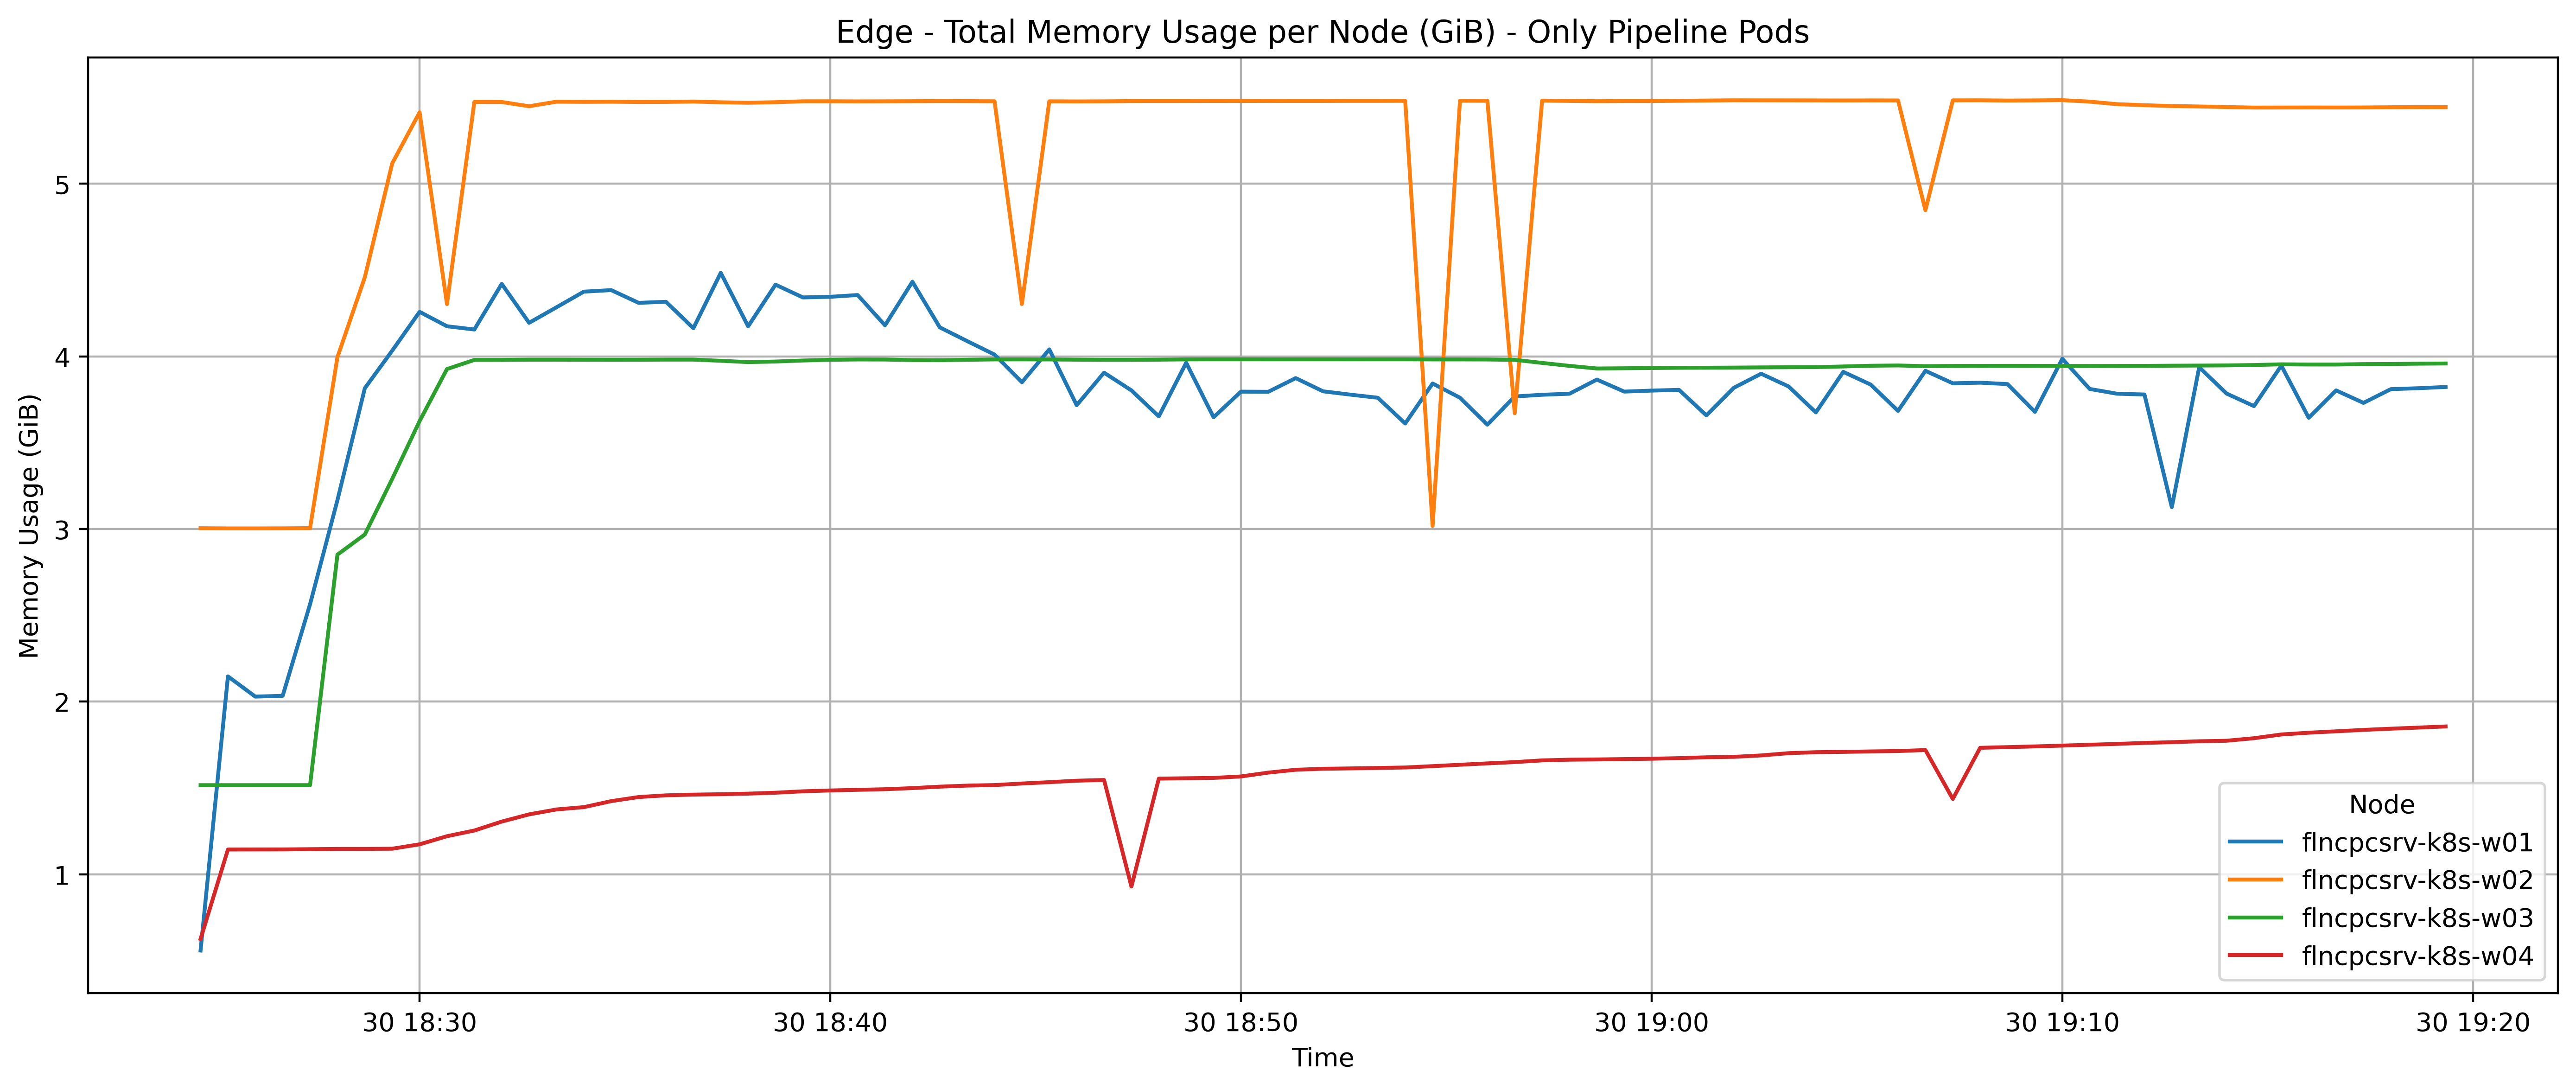 Edge - Total Memory Usage per Node (GiB) - Only Pipeline Pods
Memory Usage (GiB)
5
4
3
2
1
30 18:30
30 18:40
30 18:50
30 19:00
30 19:10
30 19:20
Time
Node
flncpcsrv-k8s-w01
flncpcsrv-k8s-w02
flncpcsrv-k8s-w03
flncpcsrv-k8s-w04